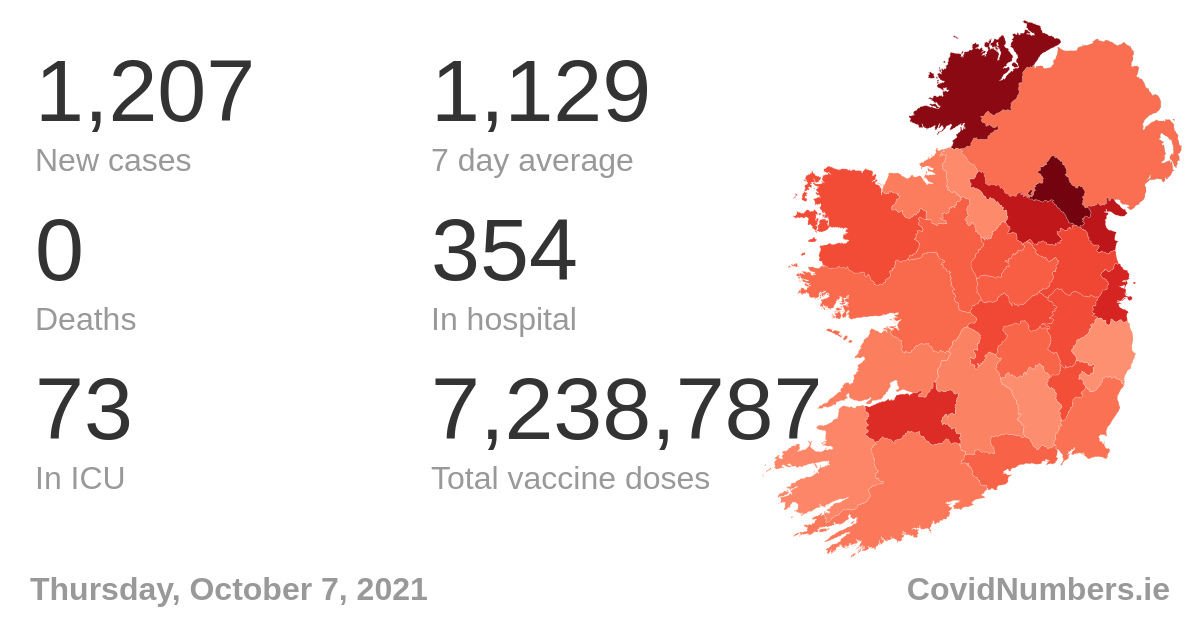 1,207
New cases
1,129
7 day average
0
Deaths
354
In hospital
73
In ICU
7,238,787
Total vaccine doses
Thursday, October 7, 2021
CovidNumbers.ie